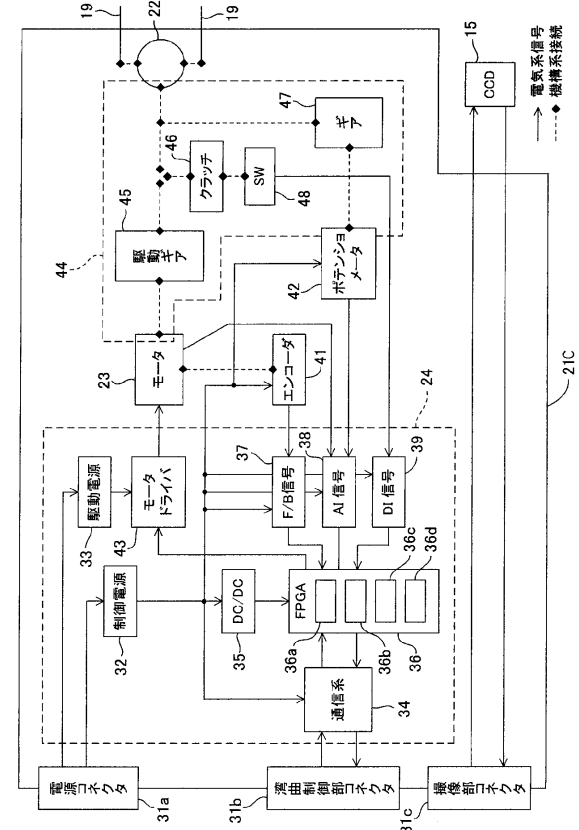 19
22
19
15
CCD
電気系信号
機構系接続
47
ギア
46
クラッチ
SW
48
45
駆動ギア
44
ポテンショ
メータ
42
モータ
23
エンコーダ
41
24
37
F/B信号
38
AI信号
DI信号
39
駆動電源
33
モータ
ドライバ
43
制御電源
32
DC/DC
35
FPGA
36a
36b
36c
36d
36
通信系
34
21C
電源コネクタ
31a
湾曲制御部コネクタ
31b
撮像部コネクタ
31c